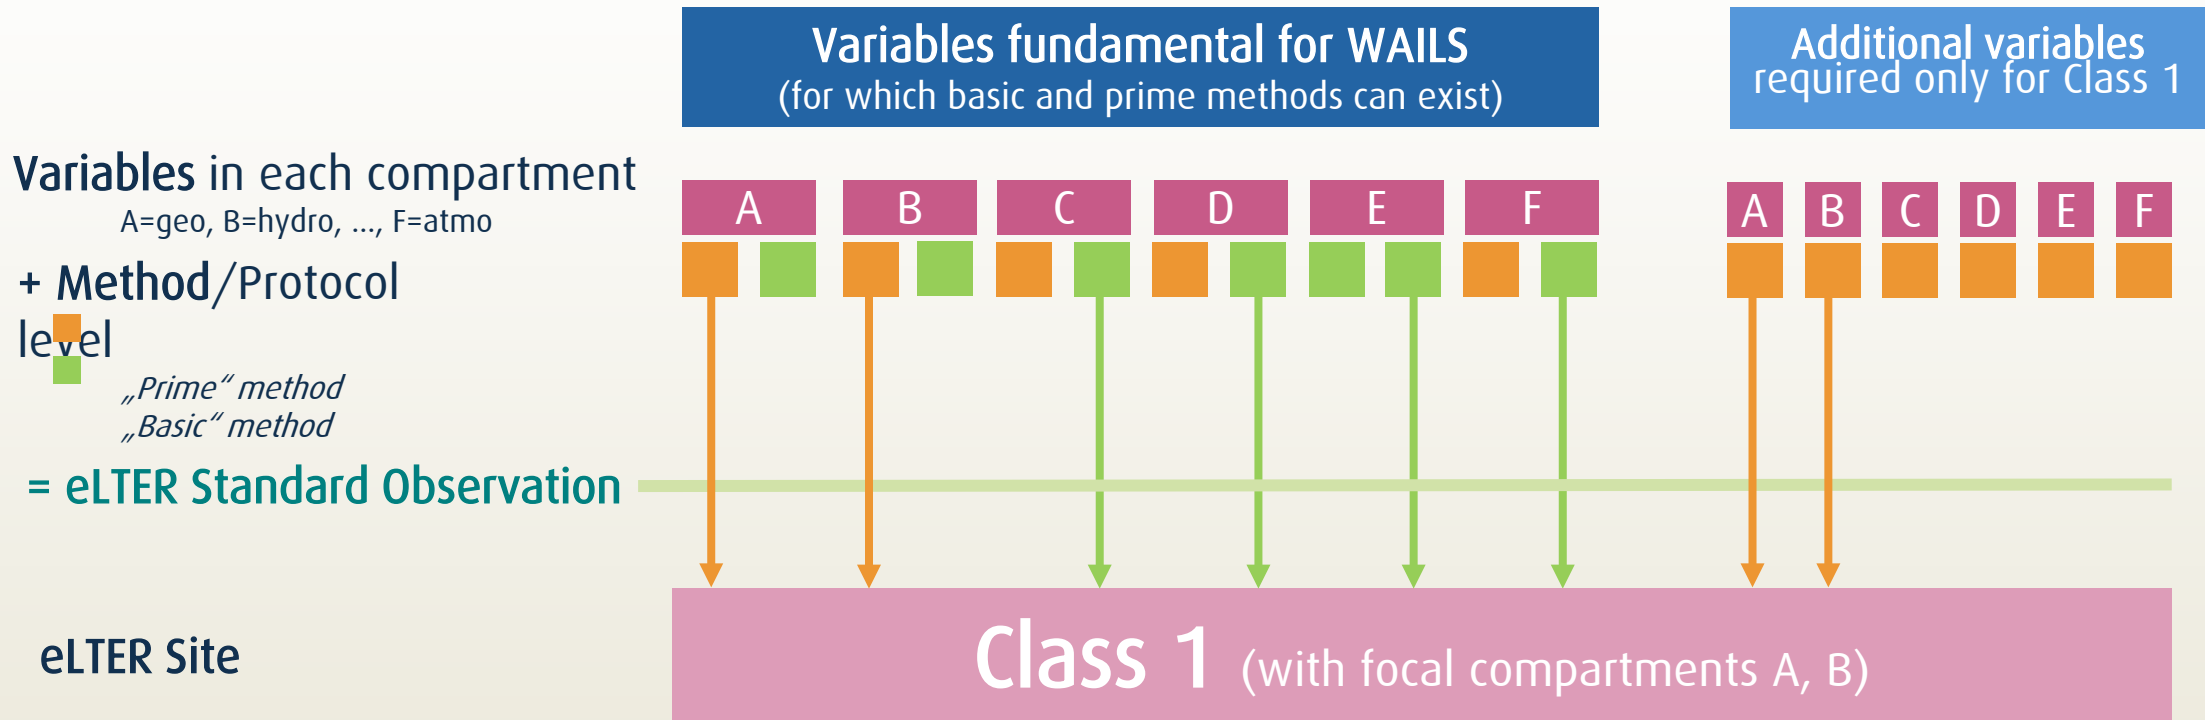 Variables fundamental for WAILS
(for which basic and prime methods can exist)
Additional variables
required only for Class 1
Variables in each compartment
A=geo, B=hydro, ..., F=atmo
A B C D E F
A B C D E F
+ Method/Protocol
level
„Prime“ method
„Basic“ method
= eLTER Standard Observation
eLTER Site
Class 1 (with focal compartments A, B)